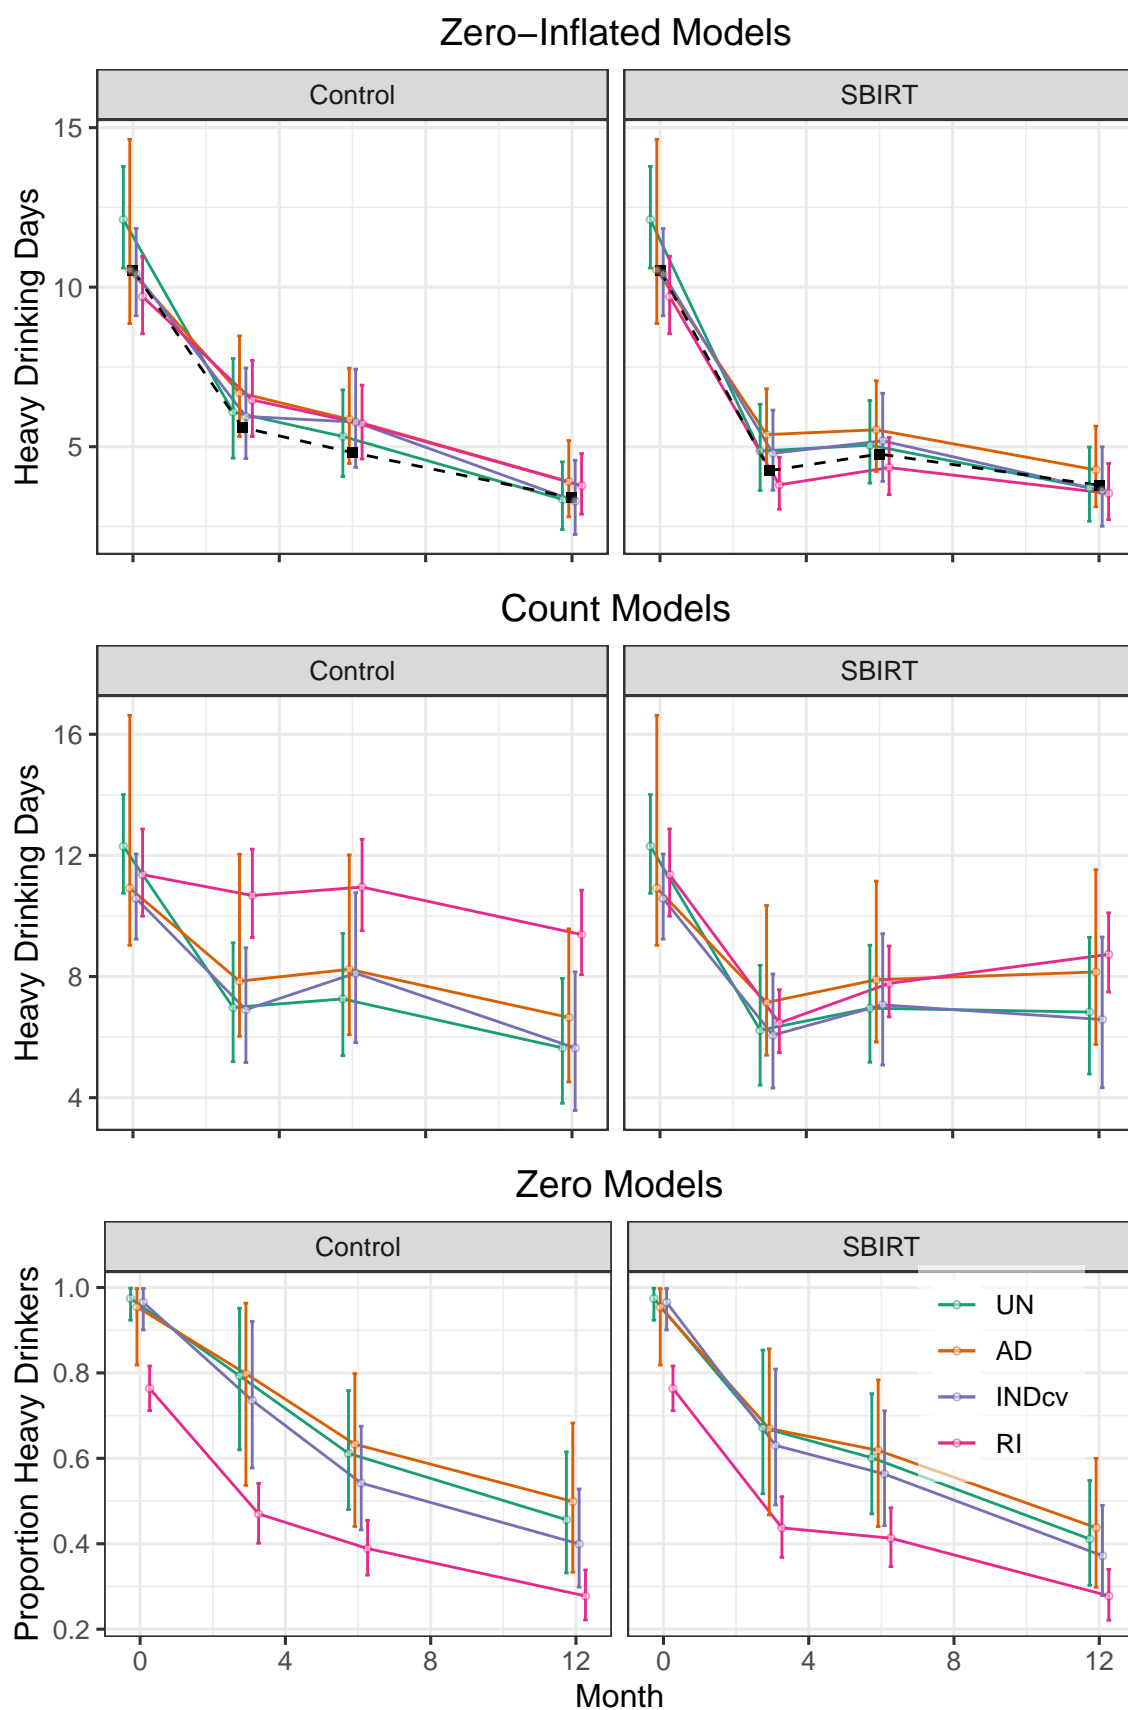 Zero−Inflated Models
Control
SBIRT
15
10
5
Heavy Drinking Days
Count Models
Control
SBIRT
16
12
8
4
Heavy Drinking Days
Zero Models
Control
SBIRT
1.0
0.8
0.6
0.4
0.2
Proportion Heavy Drinkers
UN
AD
INDcv
RI
0 4 8 12 0 4 8 12
Month